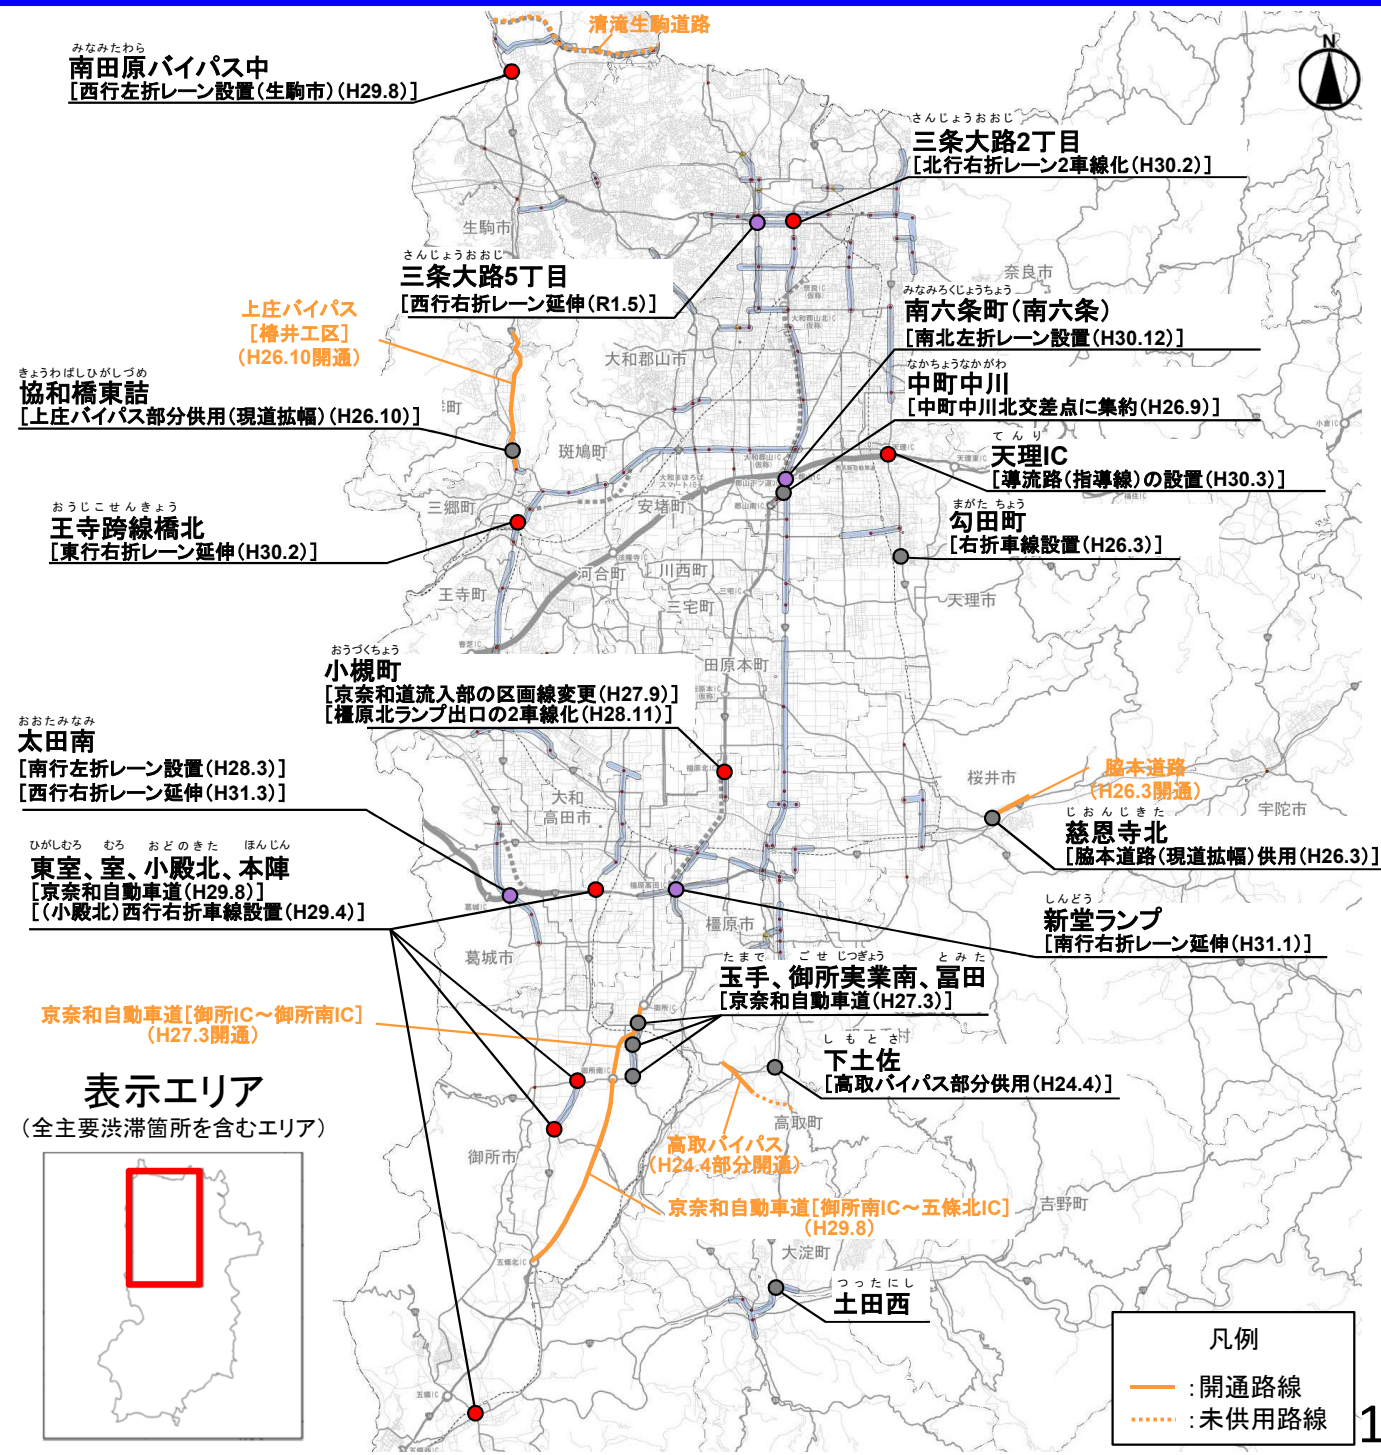 清滝生駒道路
みなみたわら
南田原バイパス中
[西行左折レーン設置(生駒市)(H29.8)]
N
さんじょうおおじ
三条大路2丁目
[北行右折レーン2車線化(H30.2)]
生駒市
さんじょうおおじ
三条大路5丁目
[西行右折レーン延伸(R1.5)]
奈良市
みなみろくじょうちょう
南六条町(南六条)
[南北左折レーン設置(H30.12)]
上庄バイパス
[椿井工区]
(H26.10開通)
大和郡山市
きょうわばしひがしづめ
協和橋東詰
[上庄バイパス部分供用(現道拡幅)(H26.10)]
なかちょうなかがわ
中町中川
[中町中川北交差点に集約(H26.9)]
斑鳩町
てんり
天理IC
[導流路(指導線)の設置(H30.3)]
三郷町
安堵町
おうじこせんきょう
王寺跨線橋北
[東行右折レーン延伸(H30.2)]
まがた ちょう
勾田町
[右折車線設置(H26.3)]
河合町
川西町
王寺町
三宅町
天理市
おうづくちょう
小槻町
[京奈和道流入部の区画線変更(H27.9)]
[橿原北ランプ出口の2車線化(H28.11)]
田原本町
おおたみなみ
太田南
[南行左折レーン設置(H28.3)]
[西行右折レーン延伸(H31.3)]
大和
高田市
桜井市
脇本道路
(H26.3開通)
宇陀市
じおんじきた
慈恩寺北
[脇本道路(現道拡幅)供用(H26.3)]
ひがしむろ むろ おどのきた ほんじん
東室、室、小殿北、本陣
[京奈和自動車道(H29.8)]
[(小殿北)西行右折車線設置(H29.4)]
しんどう
新堂ランプ
[南行右折レーン延伸(H31.1)]
橿原市
葛城市
たまで ごせ じつぎょう とみた
玉手、御所実業南、冨田
[京奈和自動車道(H27.3)]
京奈和自動車道[御所IC～御所南IC]
(H27.3開通)
しもとさ
下土佐
[高取バイパス部分供用(H24.4)]
表示エリア
(全主要渋滞箇所を含むエリア)
高取町
高取バイパス
(H24.4部分開通)
御所市
京奈和自動車道[御所南IC～五條北IC]
(H29.8)
吉野町
大淀町
つったにし
土田西
凡例
:開通路線
:未供用路線
1